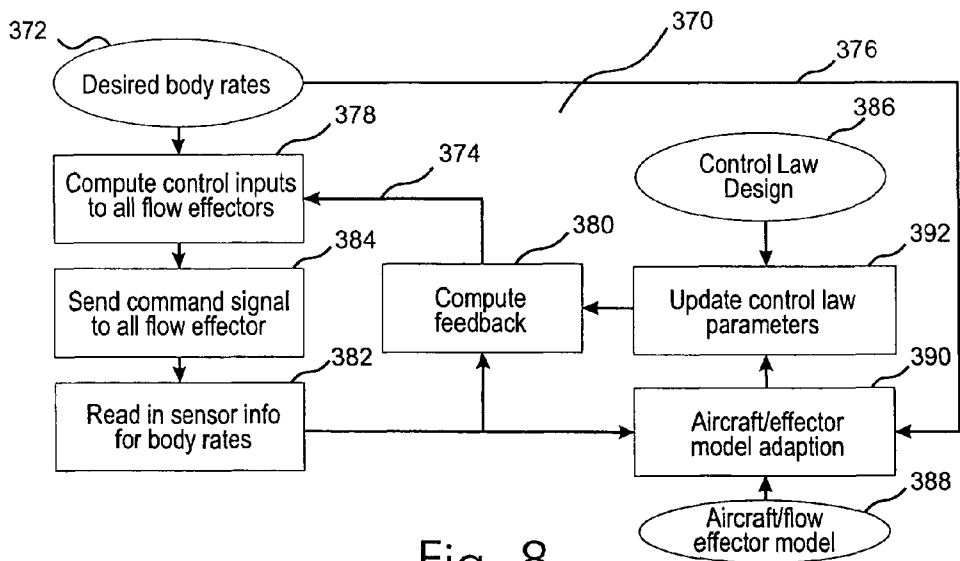 372
Desired body rates
370
376
378
386
Compute control inputs
to all flow effectors
374
Control Law
Design
384
380
392
Send command signal
to all flow effector
Compute
feedback
Update control law
parameters
382
390
Read in sensor info
for body rates
Aircraft/effector
model adaption
388
Aircraft/flow
effector model
Fig. 8